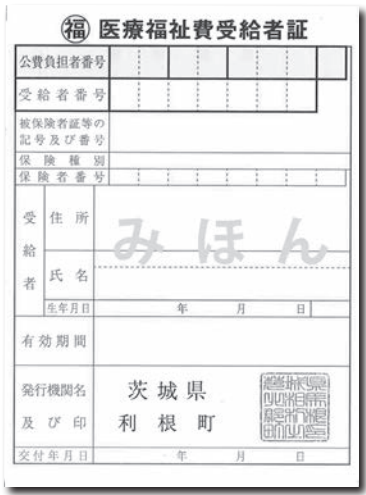 ㊕ 医療福祉費受給者証
公費負担者番号
受給者番号
被保険者証等の
記号及び番号
保険種別
保険者番号
受給者
住所
みほん
氏名
生年月日 年 月 日
有効期間
発行機関名
及び印
茨城県
利根町
交付年月日 年 月 日